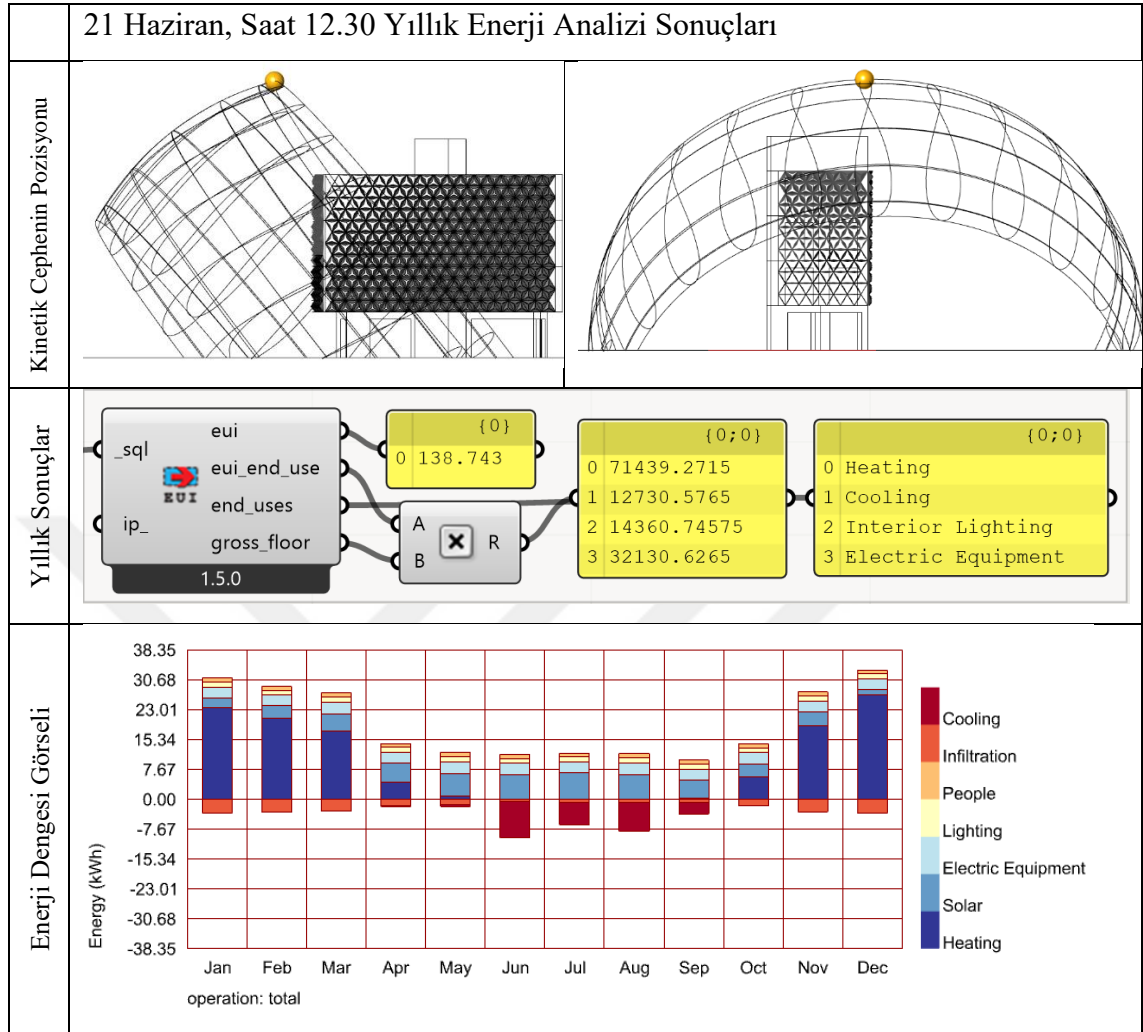 21 Haziran, Saat 12.30 Yıllık Enerji Analizi Sonuçları
Kinetik Cephenin Pozisyonu
Yıllık Sonuçlar
_sql
ip_
EUI
eui
eui_end_use
end_uses
gross_floor
1.5.0
{0}
0 138.743
A
B
R
{0;0}
0 71439.2715
1 12730.5765
2 14360.74575
3 32130.6265
{0;0}
0 Heating
1 Cooling
2 Interior Lighting
3 Electric Equipment
Enerji Dengesi Görseli
Energy (kWh)
38.35
30.68
23.01
15.34
7.67
0.00
-7.67
-15.34
-23.01
-30.68
-38.35
Jan Feb Mar Apr May Jun Jul Aug Sep Oct Nov Dec
operation: total
Cooling
Infiltration
People
Lighting
Electric Equipment
Solar
Heating